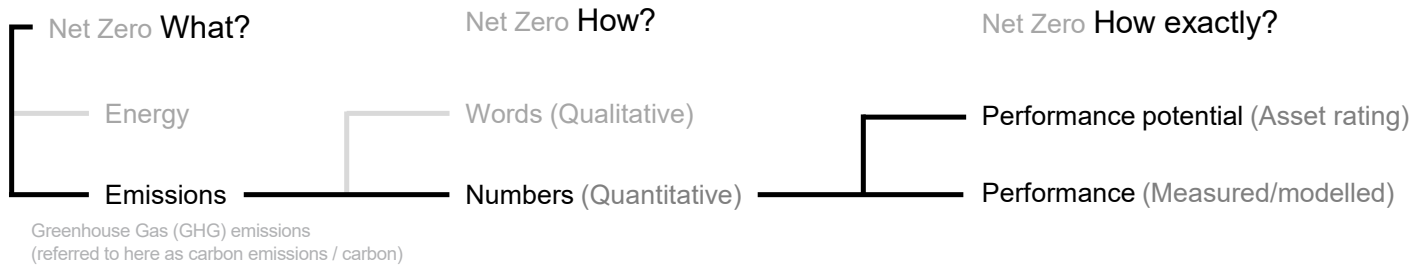 Net Zero What?
Net Zero How?
Net Zero How exactly?
Energy
Words (Qualitative)
Performance potential (Asset rating)
Emissions
Numbers (Quantitative)
Performance (Measured/modelled)
Greenhouse Gas (GHG) emissions
(referred to here as carbon emissions / carbon)